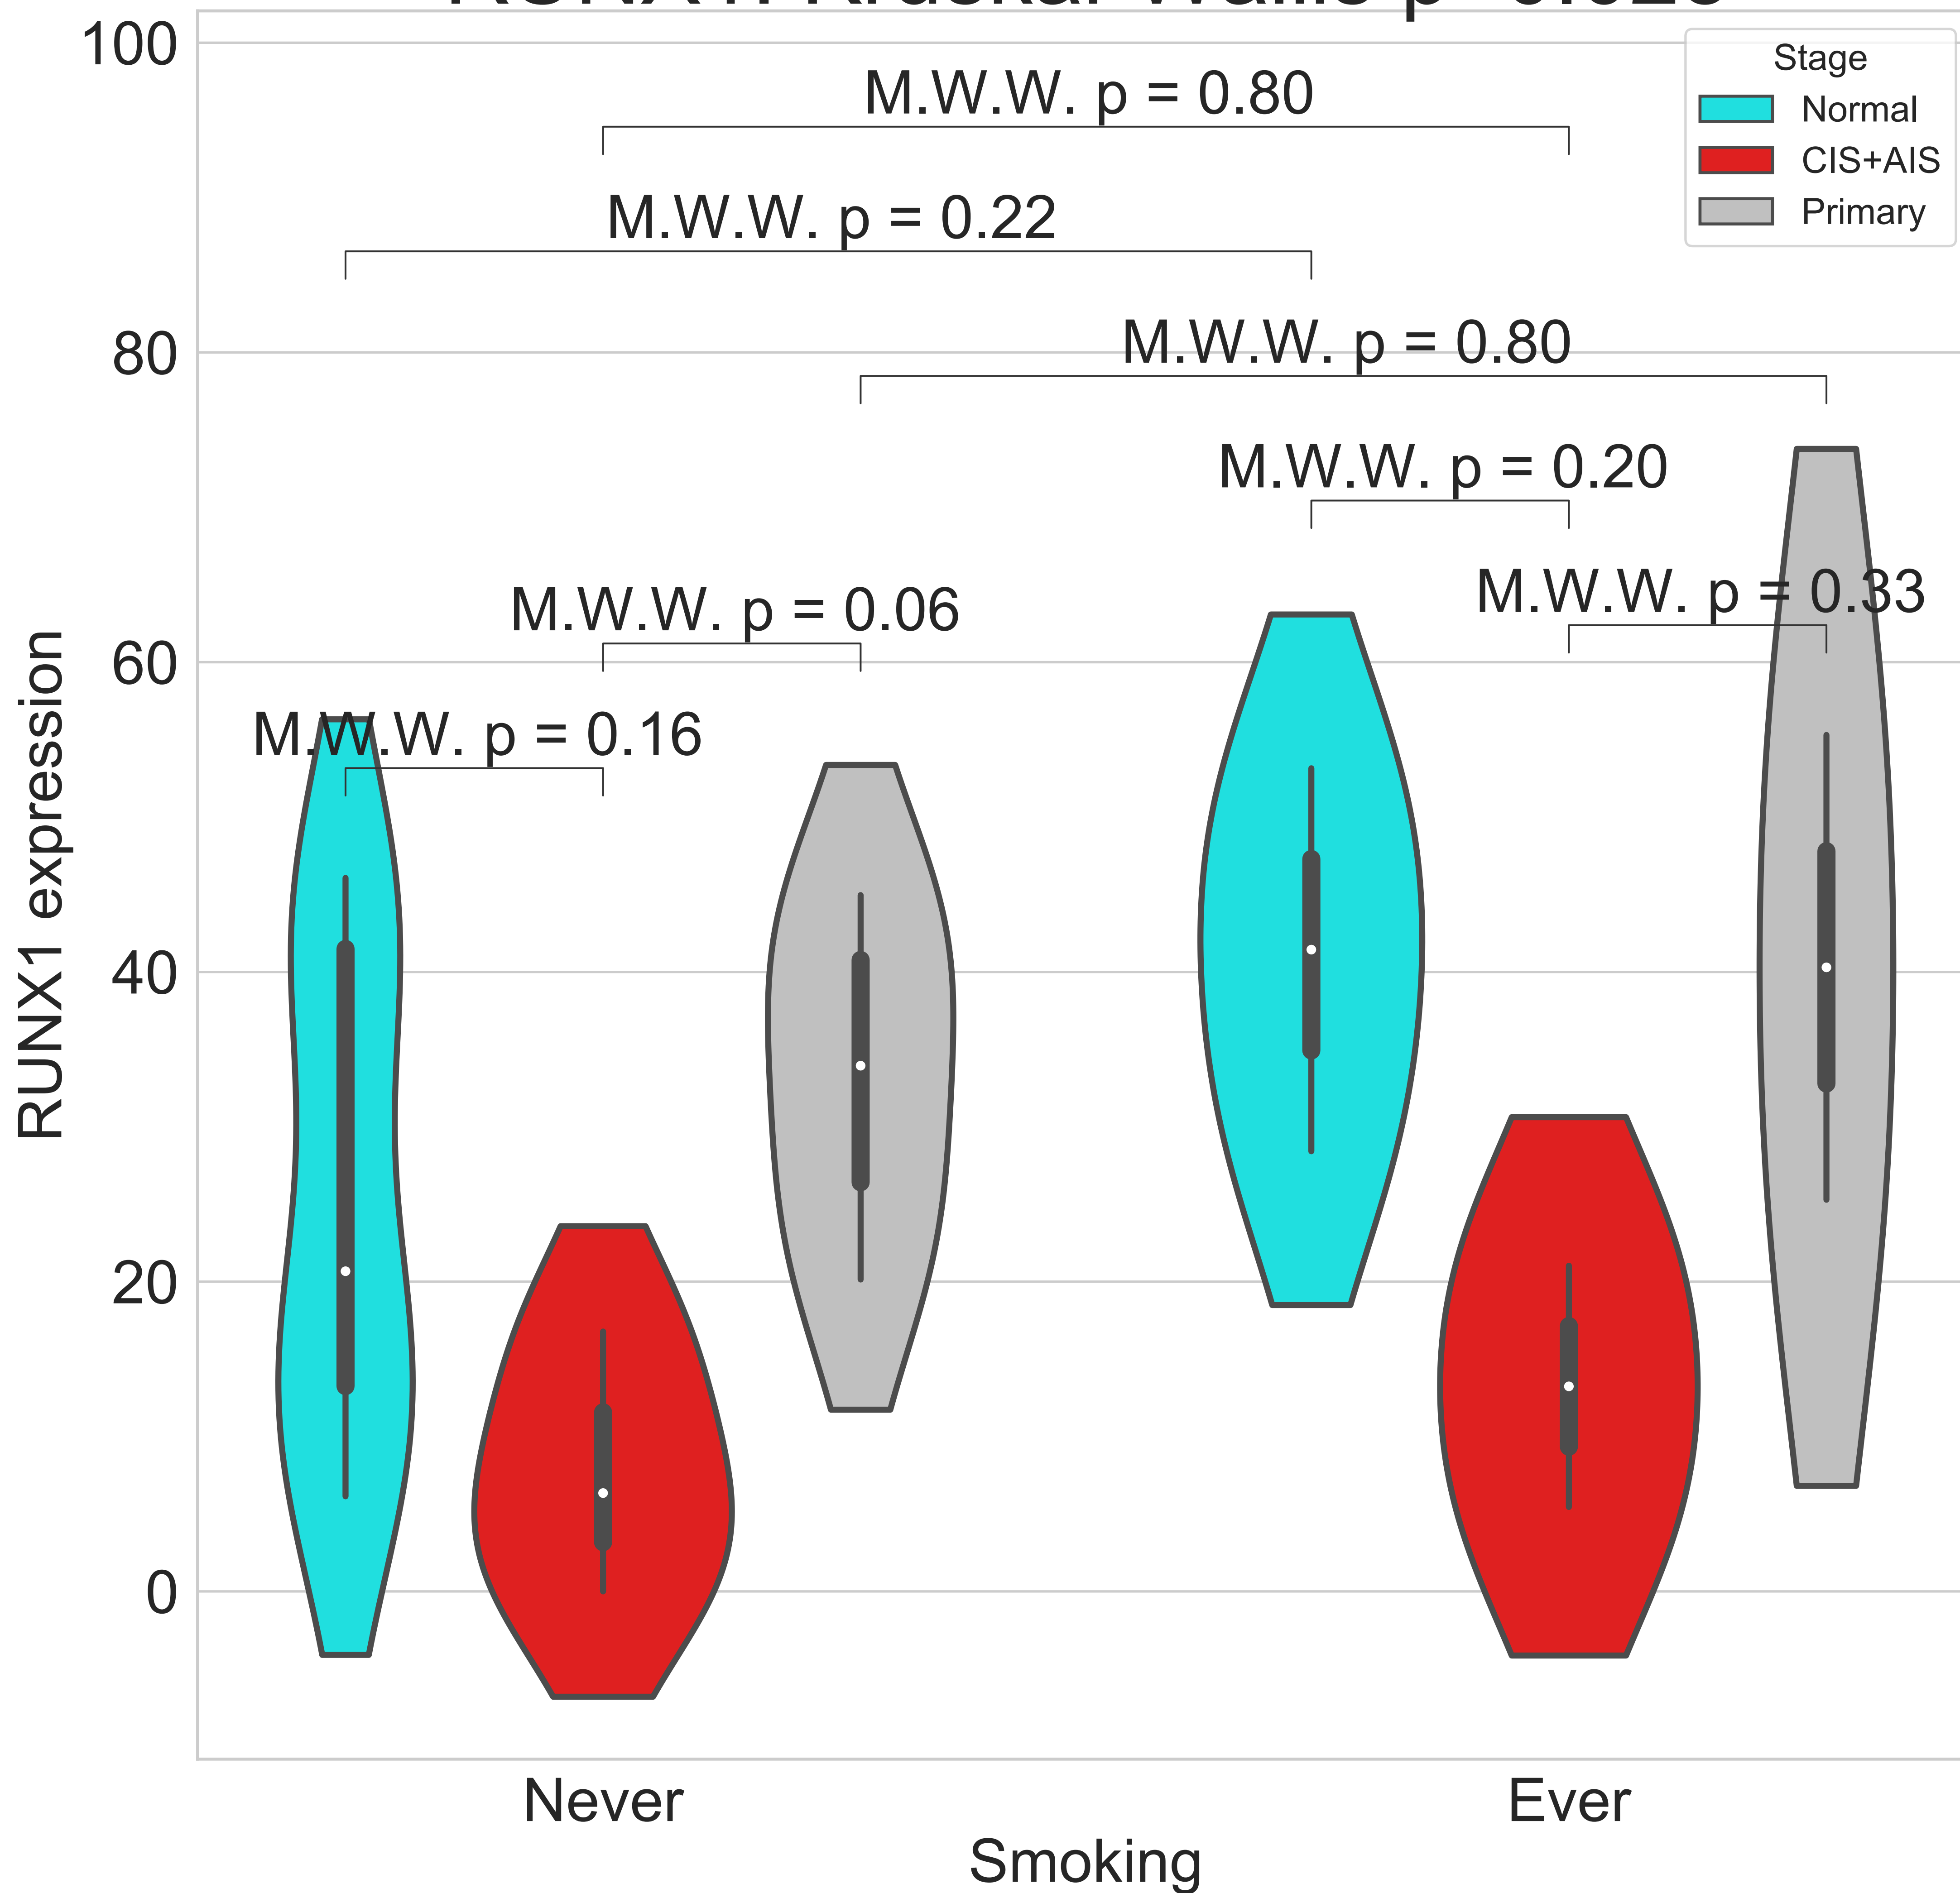 100
Stage
Normal
CIS+AIS
Primary
M.W.W. p = 0.80
M.W.W. p = 0.22
80
M.W.W. p = 0.80
M.W.W. p = 0.20
M.W.W. p = 0.33
M.W.W. p = 0.06
60
M.W.W. p = 0.16
RUNX1 expression
40
20
0
Never
Ever
Smoking